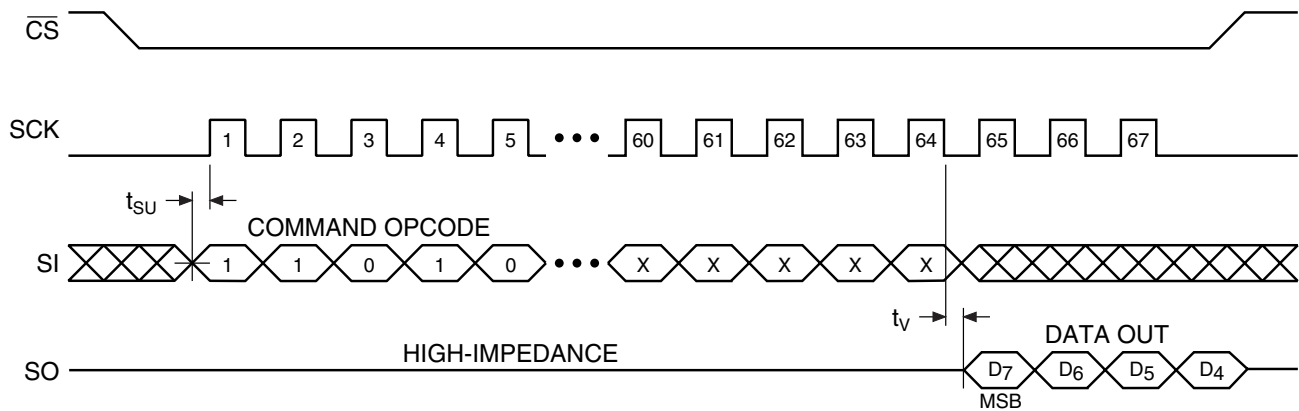 CS
SCK 1 2 3 4 5 ••• 60 61 62 63 64 65 66 67
tSU
COMMAND OPCODE
SI 1 1 0 1 0 ••• X X X X X
tV
HIGH-IMPEDANCE
DATA OUT
SO D7 D6 D5 D4
MSB